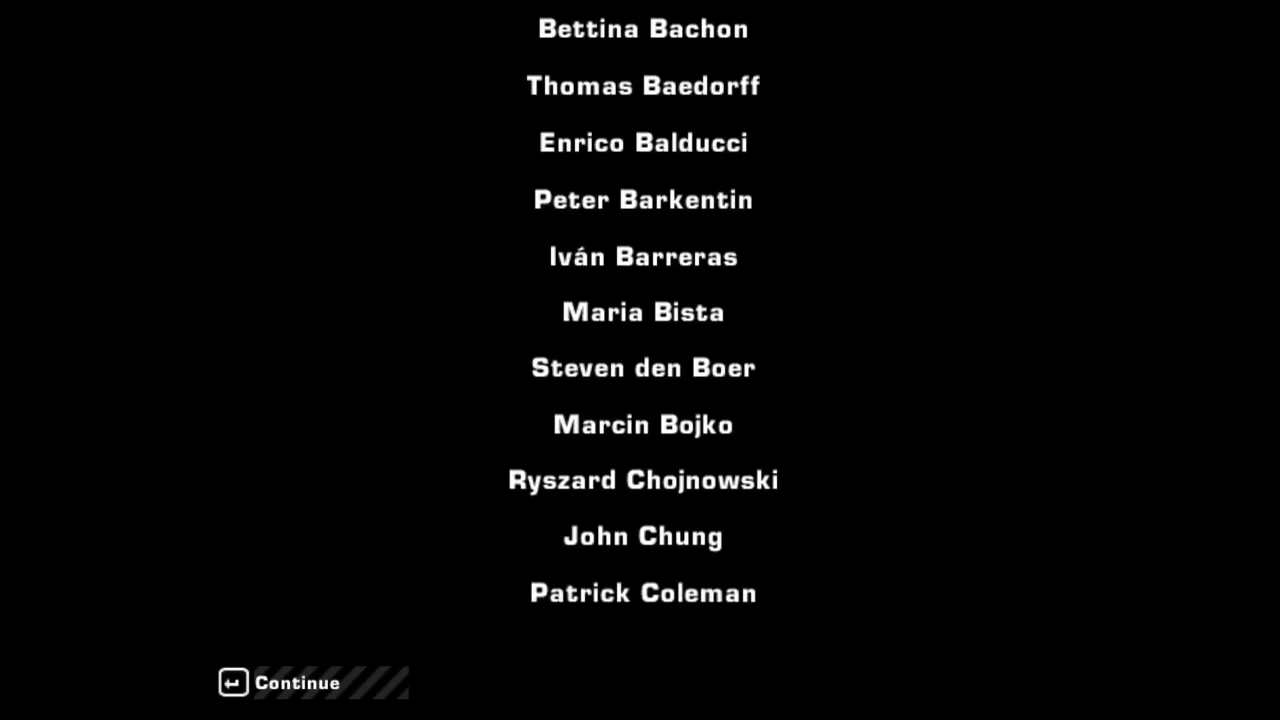 Bettina Bachon
Thomas Baedorff
Enrico Balducci
Peter Barkentin
Iván Barreras
Maria Bista
Steven den Boer
Marcin Bojko
Ryszard Chojnowski
John Chung
Patrick Coleman
Continue